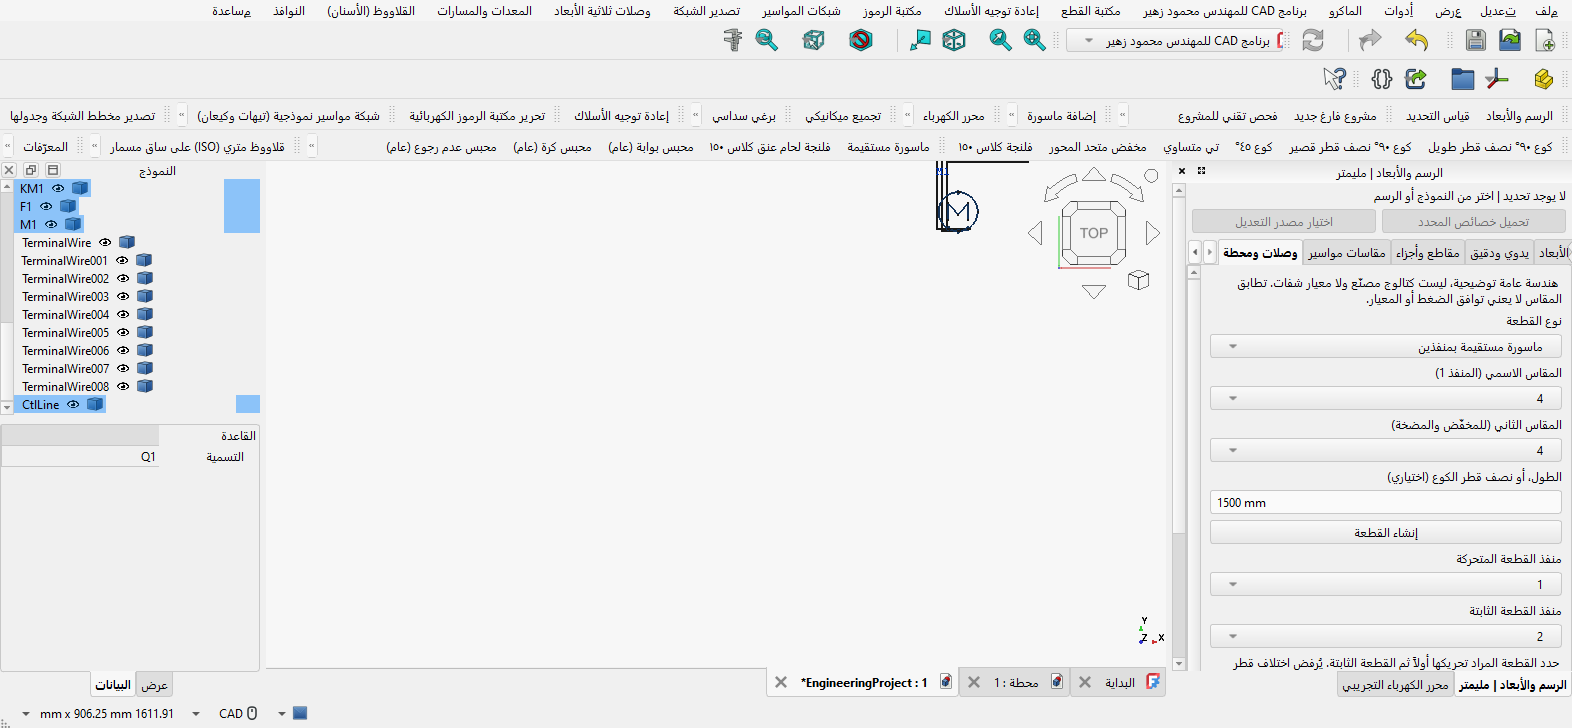 ملف تعديل عرض أدوات الماكرو برنامج CAD للمهندس محمود زهير مكتبة القطع إعادة توجيه الأسلاك مكتبة الرموز شبكات المواسير تصدير الشبكة وصلات ثلاثية الأبعاد المعدات والمسارات القلاووظ (الأسنان) النوافذ مساعدة
برنامج CAD للمهندس محمود زهير
الرسم والأبعاد قياس التحديد مشروع فارغ جديد فحص تقني للمشروع إضافة ماسورة محرر الكهرباء تجميع ميكانيكي برغي سداسي إعادة توجيه الأسلاك تحرير مكتبة الرموز الكهربائية شبكة مواسير نموذجية (تيهات وكيعان) تصدير مخطط الشبكة وجدولها
كوع ٩٠° نصف قطر طويل كوع ٩٠° نصف قطر قصير كوع ٤٥° تي متساوي مخفض متحد المحور فلنجة كلاس ١٥٠ ماسورة مستقيمة فلنجة لحام عنق كلاس ١٥٠ محبس بوابة (عام) محبس كرة (عام) محبس عدم رجوع (عام) قلاووظ متري (ISO) على ساق مسمار المعرّفات
الرسم والأبعاد | مليمتر
لا يوجد تحديد | اختر من النموذج أو الرسم
تحميل خصائص المحدد اختيار مصدر التعديل
الأبعاد يدوي ودقيق مقاطع وأجزاء مقاسات مواسير وصلات ومحطة
هندسة عامة توضيحية، ليست كتالوج مصنّع ولا معيار شفات. تطابق
المقاس لا يعني توافق الضغط أو المعيار.
نوع القطعة
ماسورة مستقيمة بمنفذين
المقاس الاسمي (المنفذ 1)
4
المقاس الثاني (للمخفّض والمضخة)
4
الطول، أو نصف قطر الكوع (اختياري)
1500 mm
إنشاء القطعة
منفذ القطعة المتحركة
1
منفذ القطعة الثابتة
2
حدد القطعة المراد تحريكها أولاً ثم القطعة الثابتة. يُرفض اختلاف قطر
الرسم والأبعاد | مليمتر محرر الكهرباء التجريبي
M
TOP
Y
Z X
النموذج
KM1
F1
M1
TerminalWire
TerminalWire001
TerminalWire002
TerminalWire003
TerminalWire004
TerminalWire005
TerminalWire006
TerminalWire007
TerminalWire008
CtlLine
القاعدة
التسمية Q1
عرض البيانات
البداية محطة : 1 EngineeringProject : 1*
CAD mm x 906.25 mm 1611.91